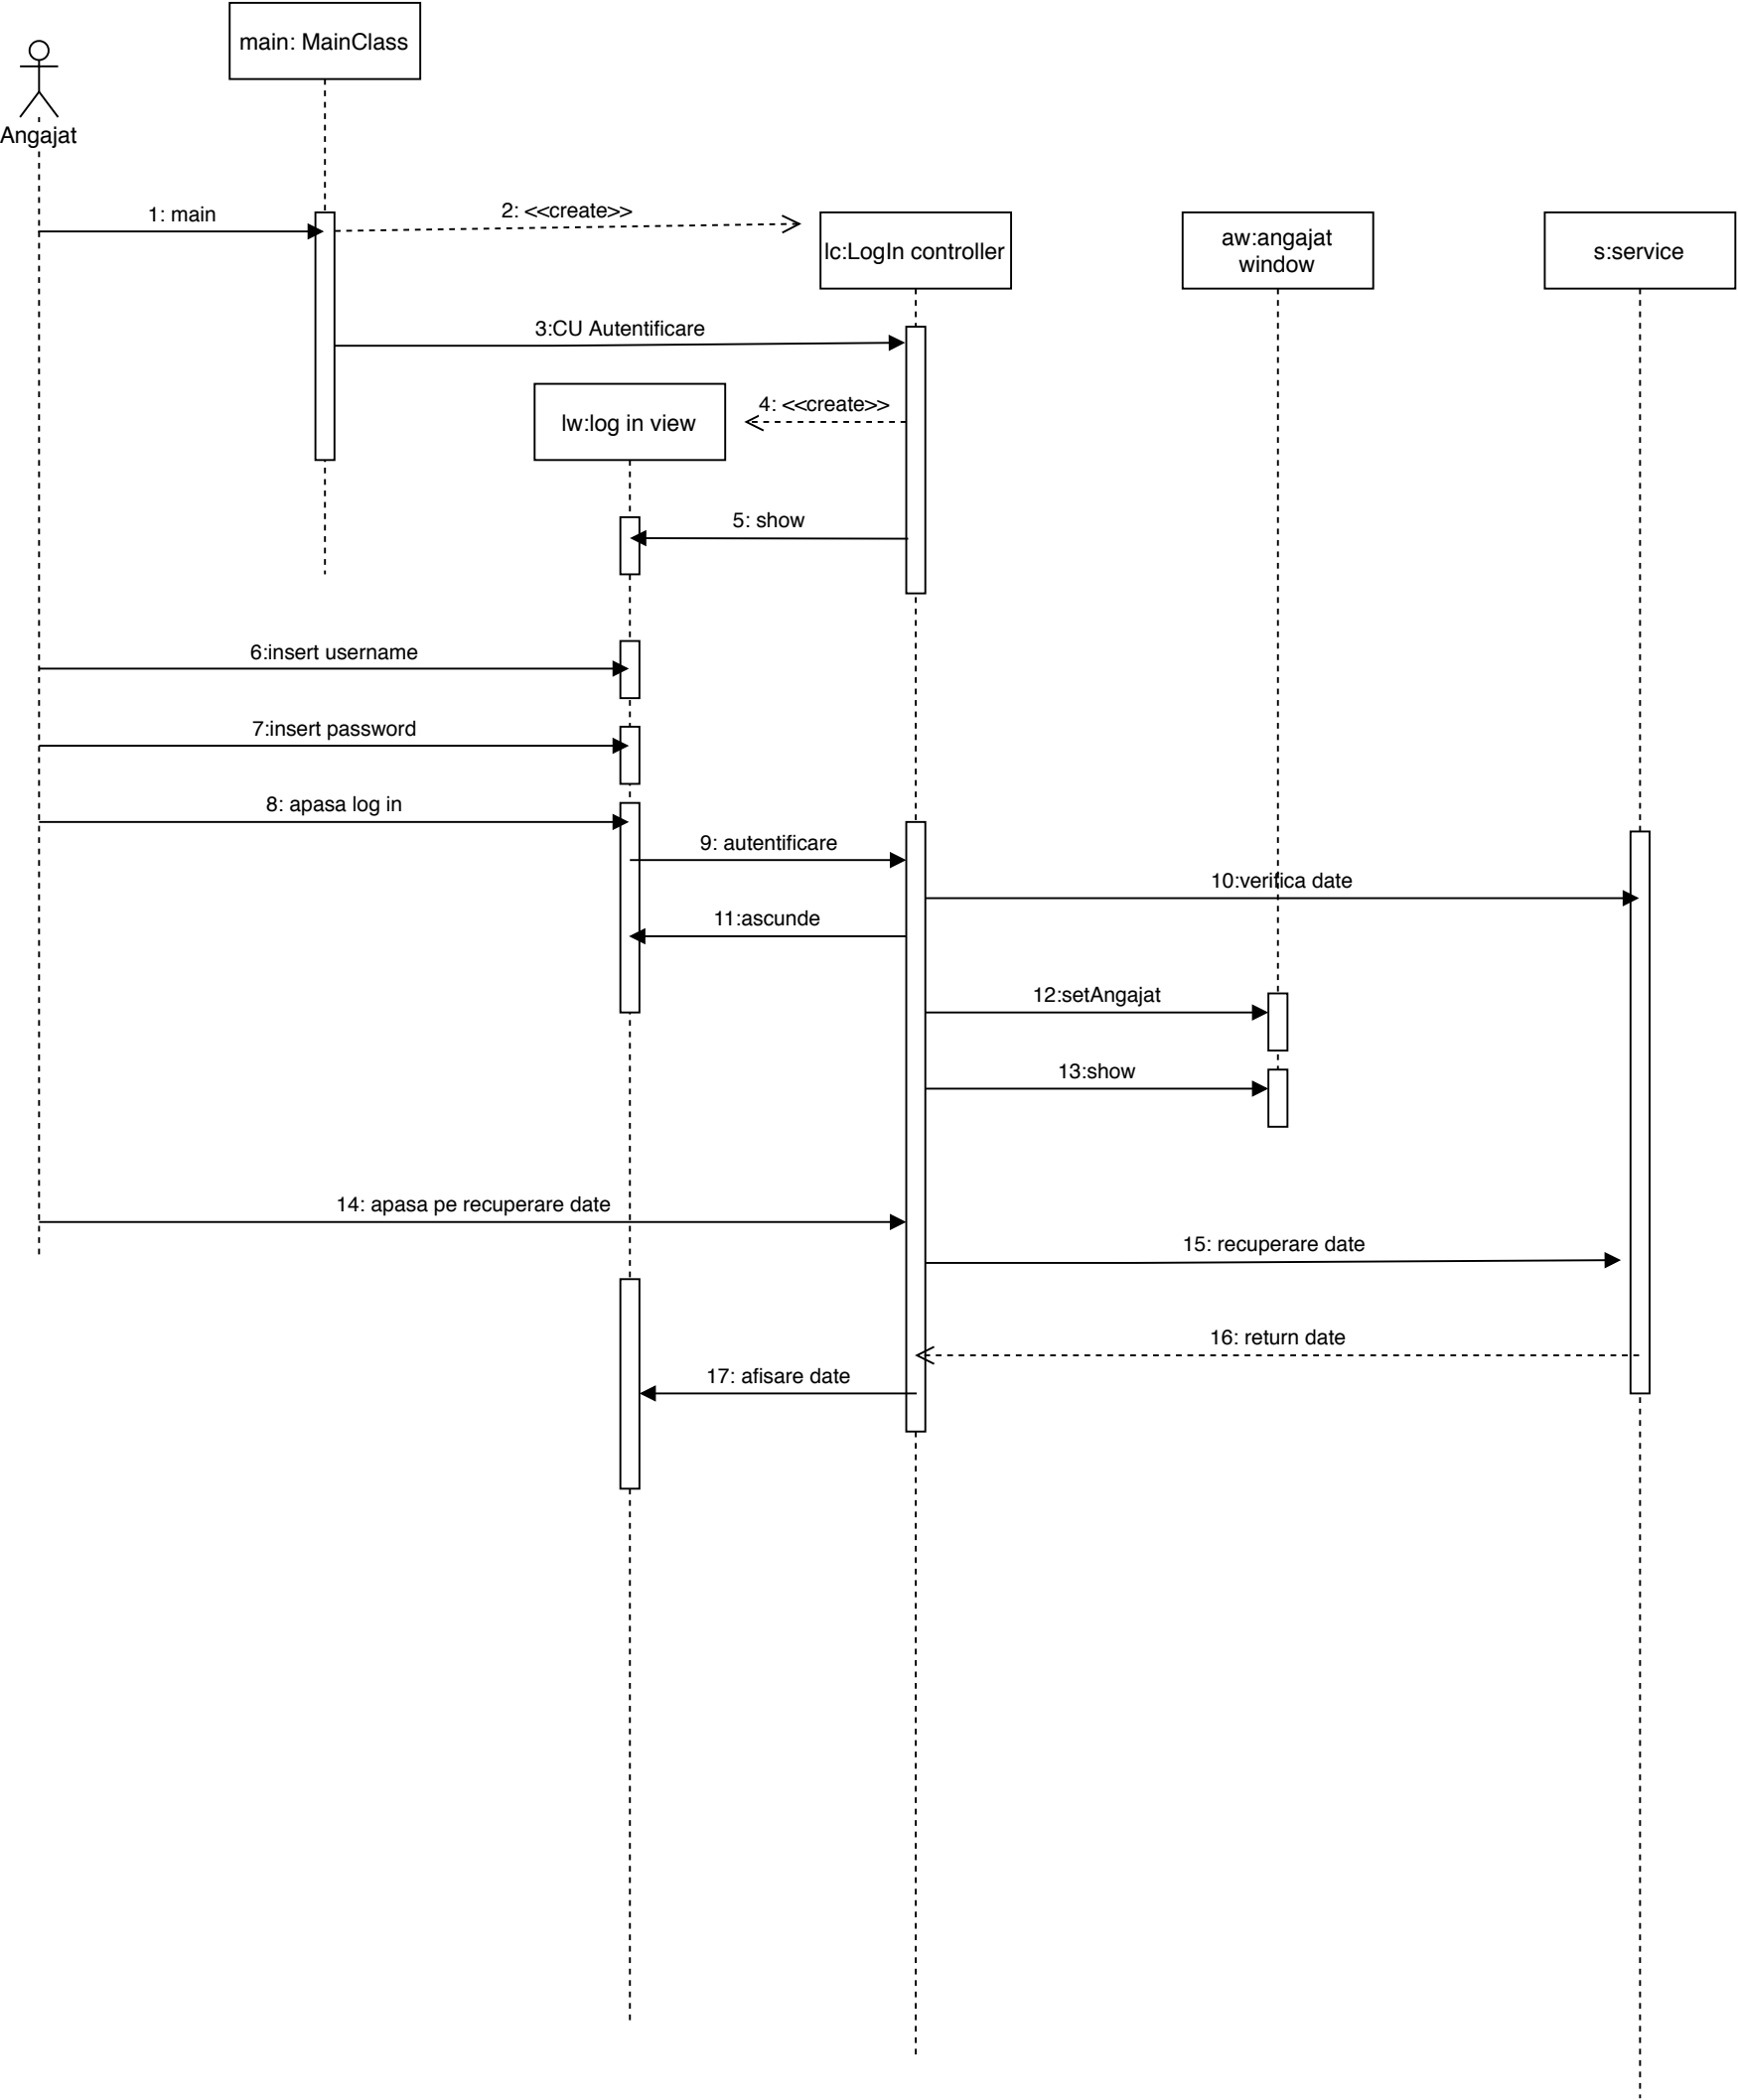 main: MainClass
Angajat
1: main
2: <<create>>
lc:LogIn controller
aw:angajat
window
s:service
3:CU Autentificare
4: <<create>>
lw:log in view
5: show
6:insert username
7:insert password
8: apasa log in
9: autentificare
10:verifica date
11:ascunde
12:setAngajat
13:show
14: apasa pe recuperare date
15: recuperare date
16: return date
17: afisare date